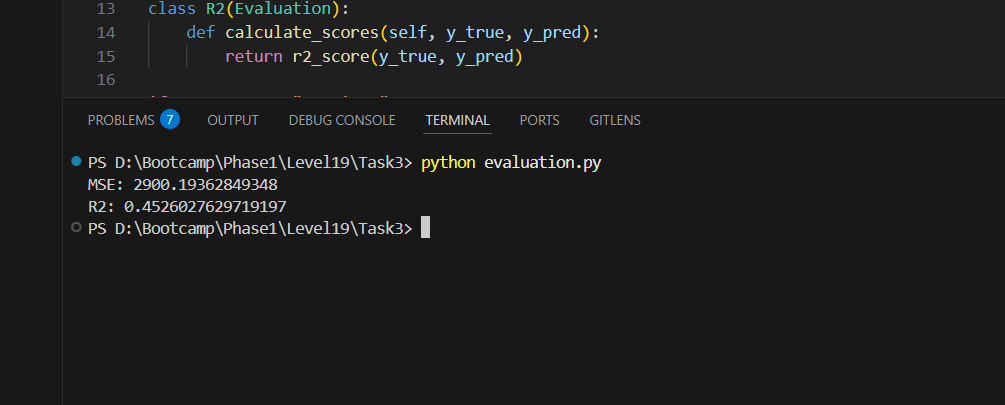 13 class R2(Evaluation):
14 def calculate_scores(self, y_true, y_pred):
15 return r2_score(y_true, y_pred)
16
PROBLEMS 7 OUTPUT DEBUG CONSOLE TERMINAL PORTS GITLENS
PS D:\Bootcamp\Phase1\Level19\Task3> python evaluation.py
MSE: 2900.19362849348
R2: 0.4526027629719197
PS D:\Bootcamp\Phase1\Level19\Task3>